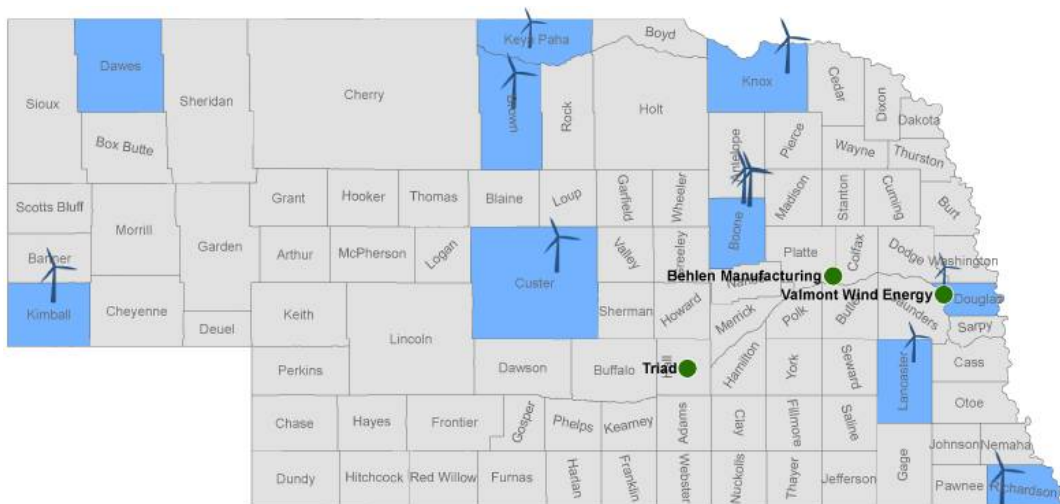 Keya Paha
Boyd
Dawes
Knox
Cedar
Dixon
Sioux
Sheridan
Cherry
Brown
Rock
Holt
Dakota
Box Butte
Antelope
Pierce
Wayne
Thurston
Scotts Bluff
Morrill
Garden
Grant
Hooker
Thomas
Blaine
Loup
Garfield
Wheeler
Boone
Madison
Stanton
Cuming
Burt
Banner
Arthur
McPherson
Logan
Custer
Valley
Greeley
Platte
Colfax
Dodge
Washington
Behlen Manufacturing
Nance
Valmont Wind Energy
Douglas
Kimball
Cheyenne
Deuel
Keith
Lincoln
Sherman
Howard
Merrick
Polk
Butler
Saunders
Sarpy
Perkins
Dawson
Buffalo
Hall
Triad
Hamilton
York
Seward
Lancaster
Cass
Otoe
Chase
Hayes
Frontier
Gosper
Phelps
Kearney
Adams
Clay
Fillmore
Saline
Johnson
Nemaha
Dundy
Hitchcock
Red Willow
Furnas
Harlan
Franklin
Webster
Nuckolls
Thayer
Jefferson
Gage
Pawnee
Richardson